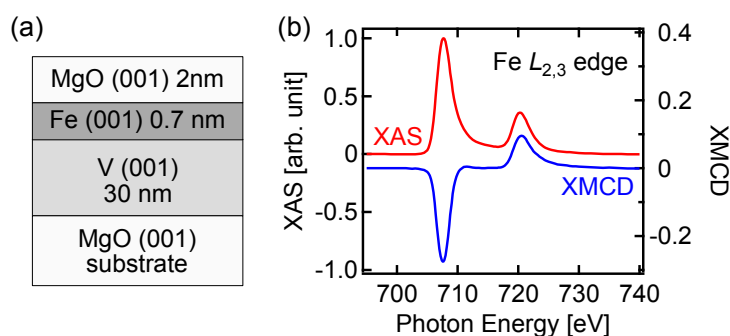 (a)
MgO (001) 2nm
Fe (001) 0.7 nm
V (001)
30 nm
MgO (001)
substrate
(b)
Fe L2,3 edge
XAS
XMCD
XAS [arb. unit]
1.0
0.5
0
-0.5
-1.0
XMCD
0.4
0.2
0
-0.2
700 710 720 730 740
Photon Energy [eV]